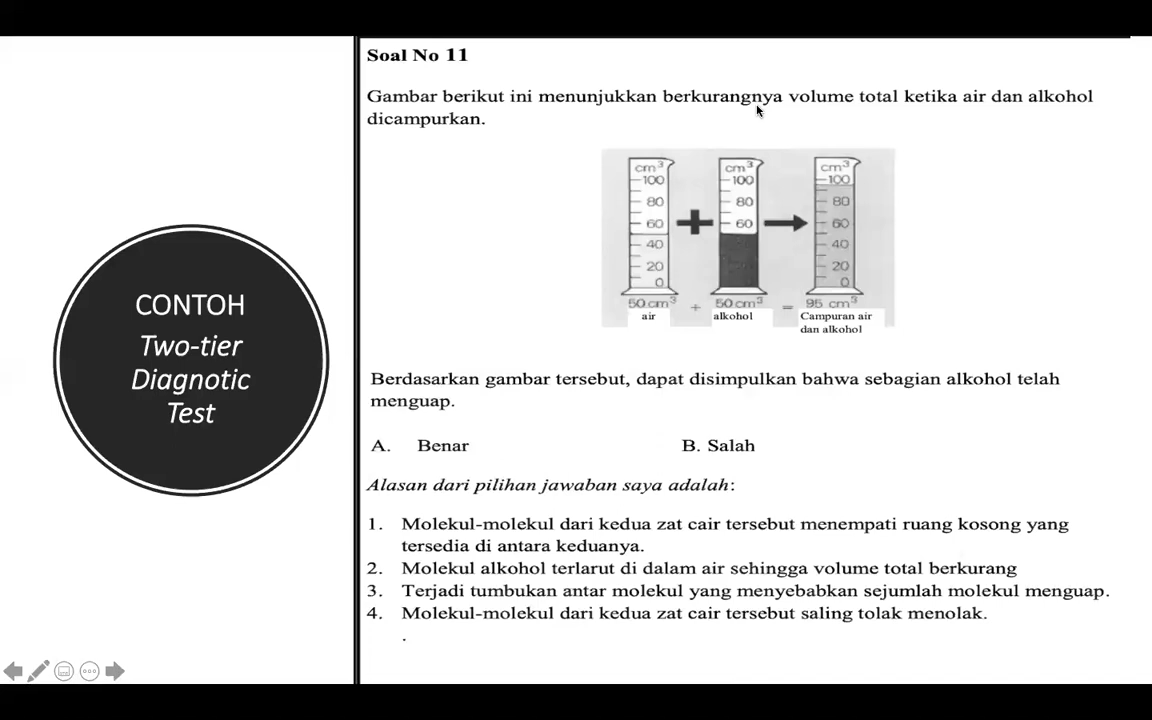 CONTOH
Two-tier
Diagnotic
Test
Soal No 11
Gambar berikut ini menunjukkan berkurangnya volume total ketika air dan alkohol
dicampurkan.
cm³ cm³ cm³
100 100 100
80 80 80
60 60 60
40 40
20 20
0 0
50 cm³ + 50 cm³ = 95 cm³
air alkohol Campuran air
dan alkohol
Berdasarkan gambar tersebut, dapat disimpulkan bahwa sebagian alkohol telah
menguap.
A. Benar B. Salah
Alasan dari pilihan jawaban saya adalah:
1. Molekul-molekul dari kedua zat cair tersebut menempati ruang kosong yang
tersedia di antara keduanya.
2. Molekul alkohol terlarut di dalam air sehingga volume total berkurang
3. Terjadi tumbukan antar molekul yang menyebabkan sejumlah molekul menguap.
4. Molekul-molekul dari kedua zat cair tersebut saling tolak menolak.
.